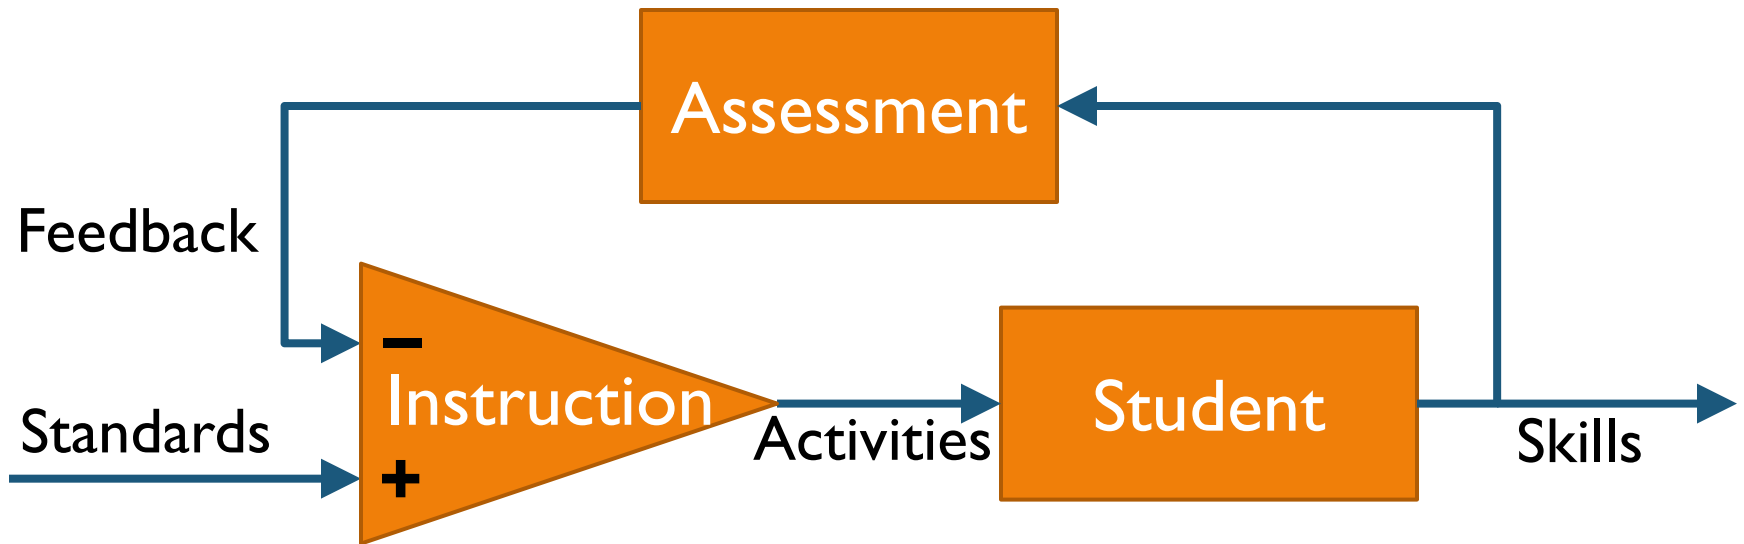 Assessment
Feedback
−
Instruction
Standards
+
Activities
Student
Skills